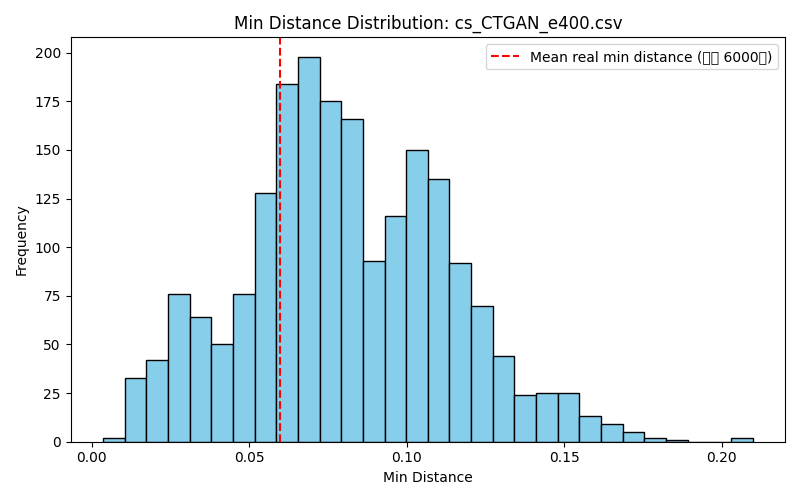 Min Distance Distribution: cs_CTGAN_e400.csv
Mean real min distance ( 6000)
200
175
150
125
100
75
50
25
0
Frequency
0.00 0.05 0.10 0.15 0.20
Min Distance